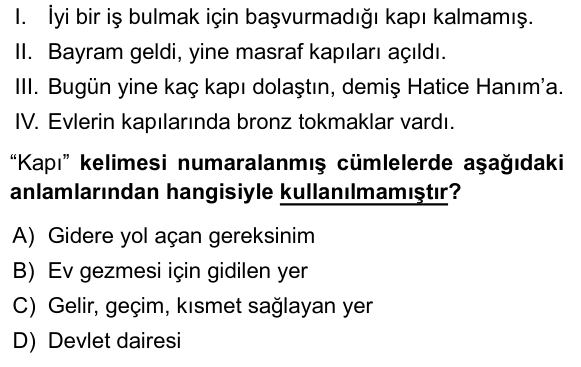 I. İyi bir iş bulmak için başvurmadığı kapı kalmamış.
II. Bayram geldi, yine masraf kapıları açıldı.
III. Bugün yine kaç kapı dolaştın, demiş Hatice Hanım’a.
IV. Evlerin kapılarında bronz tokmaklar vardı.
“Kapı” kelimesi numaralanmış cümlelerde aşağıdaki
anlamlarından hangisiyle kullanılmamıştır?
A) Gidere yol açan gereksinim
B) Ev gezmesi için gidilen yer
C) Gelir, geçim, kısmet sağlayan yer
D) Devlet dairesi